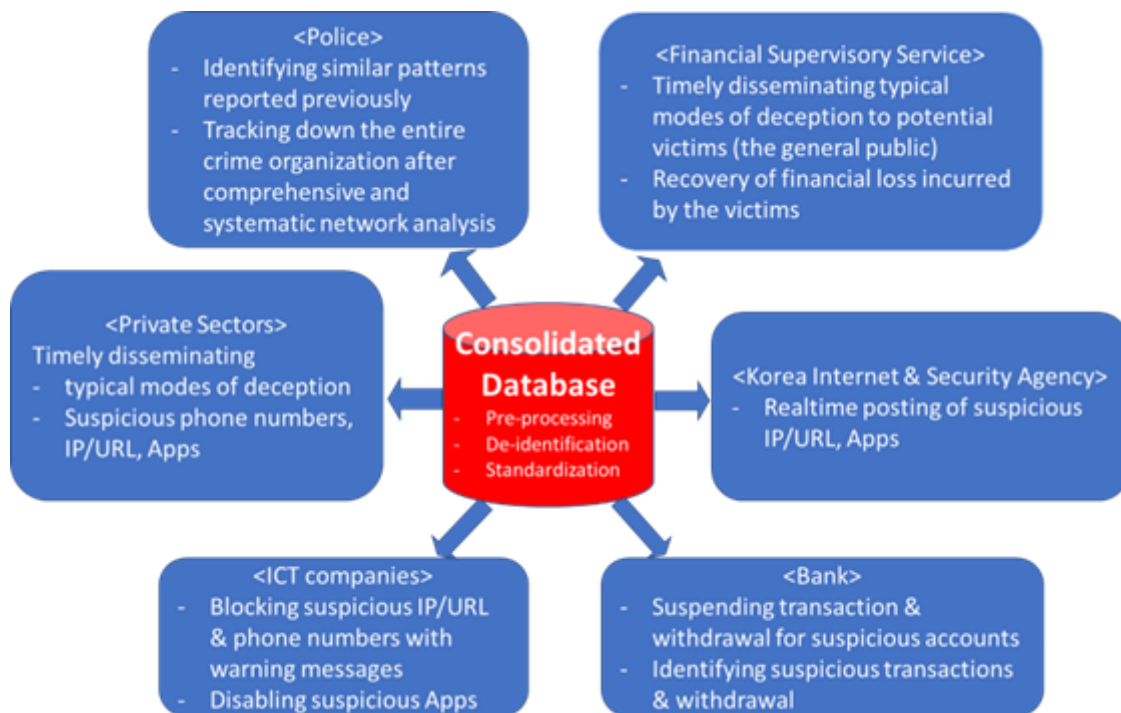 <Police>
- Identifying similar patterns
reported previously
- Tracking down the entire
crime organization after
comprehensive and
systematic network analysis
<Financial Supervisory Service>
- Timely disseminating typical
modes of deception to potential
victims (the general public)
- Recovery of financial loss incurred
by the victims
<Private Sectors>
Timely disseminating
- typical modes of deception
- Suspicious phone numbers,
IP/URL, Apps
Consolidated
Database
- Pre-processing
- De-identification
- Standardization
<Korea Internet & Security Agency>
- Realtime posting of suspicious
IP/URL, Apps
<ICT companies>
- Blocking suspicious IP/URL
& phone numbers with
warning messages
- Disabling suspicious Apps
<Bank>
- Suspending transaction &
withdrawal for suspicious accounts
- Identifying suspicious transactions
& withdrawal